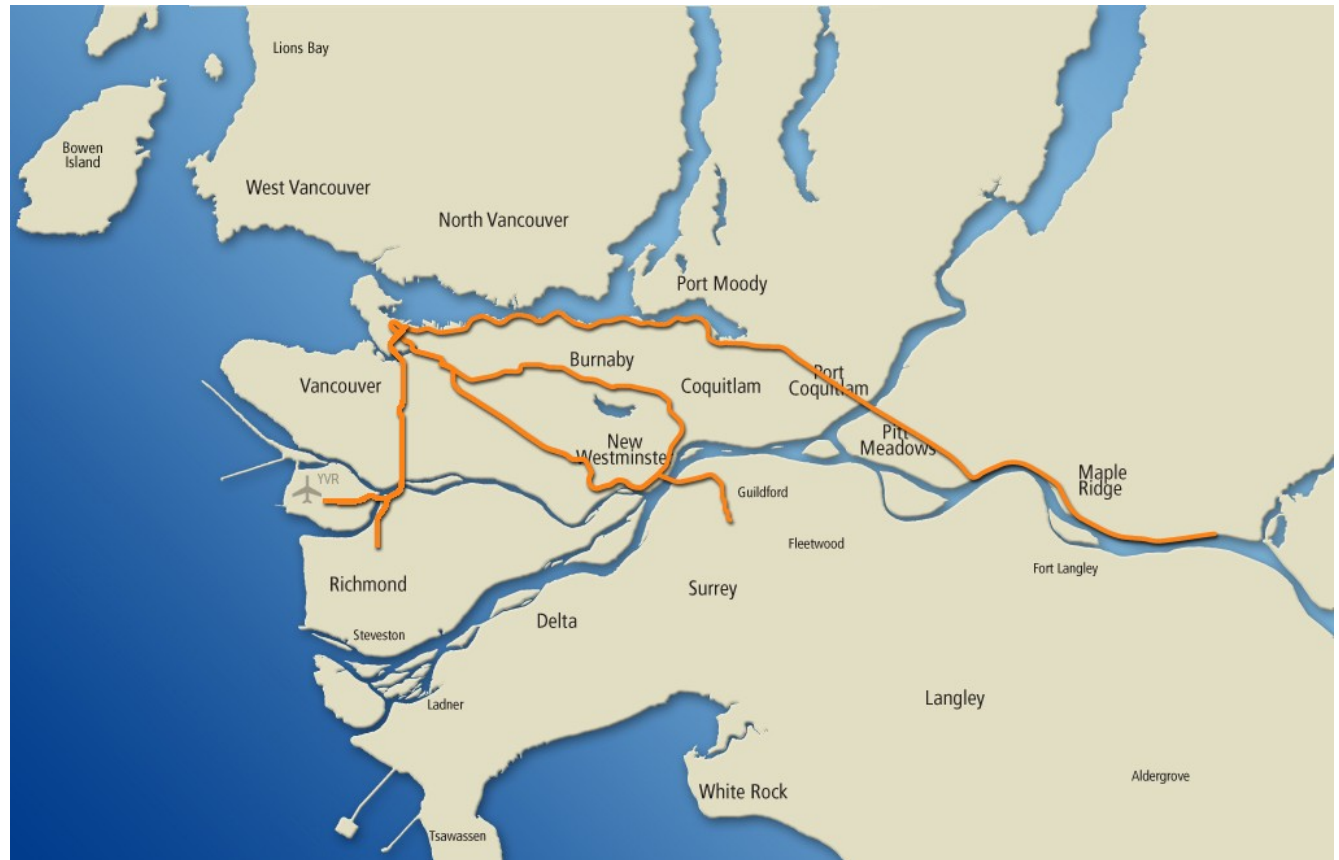 Lions Bay
Bowen
Island
West Vancouver
North Vancouver
Port Moody
Burnaby
Vancouver
Coquitlam
Port
Coquitlam
New
Westminster
Pitt
Meadows
YVR
Guildford
Maple
Ridge
Fleetwood
Fort Langley
Richmond
Surrey
Steveston
Delta
Ladner
Langley
Aldergrove
White Rock
Tsawassen